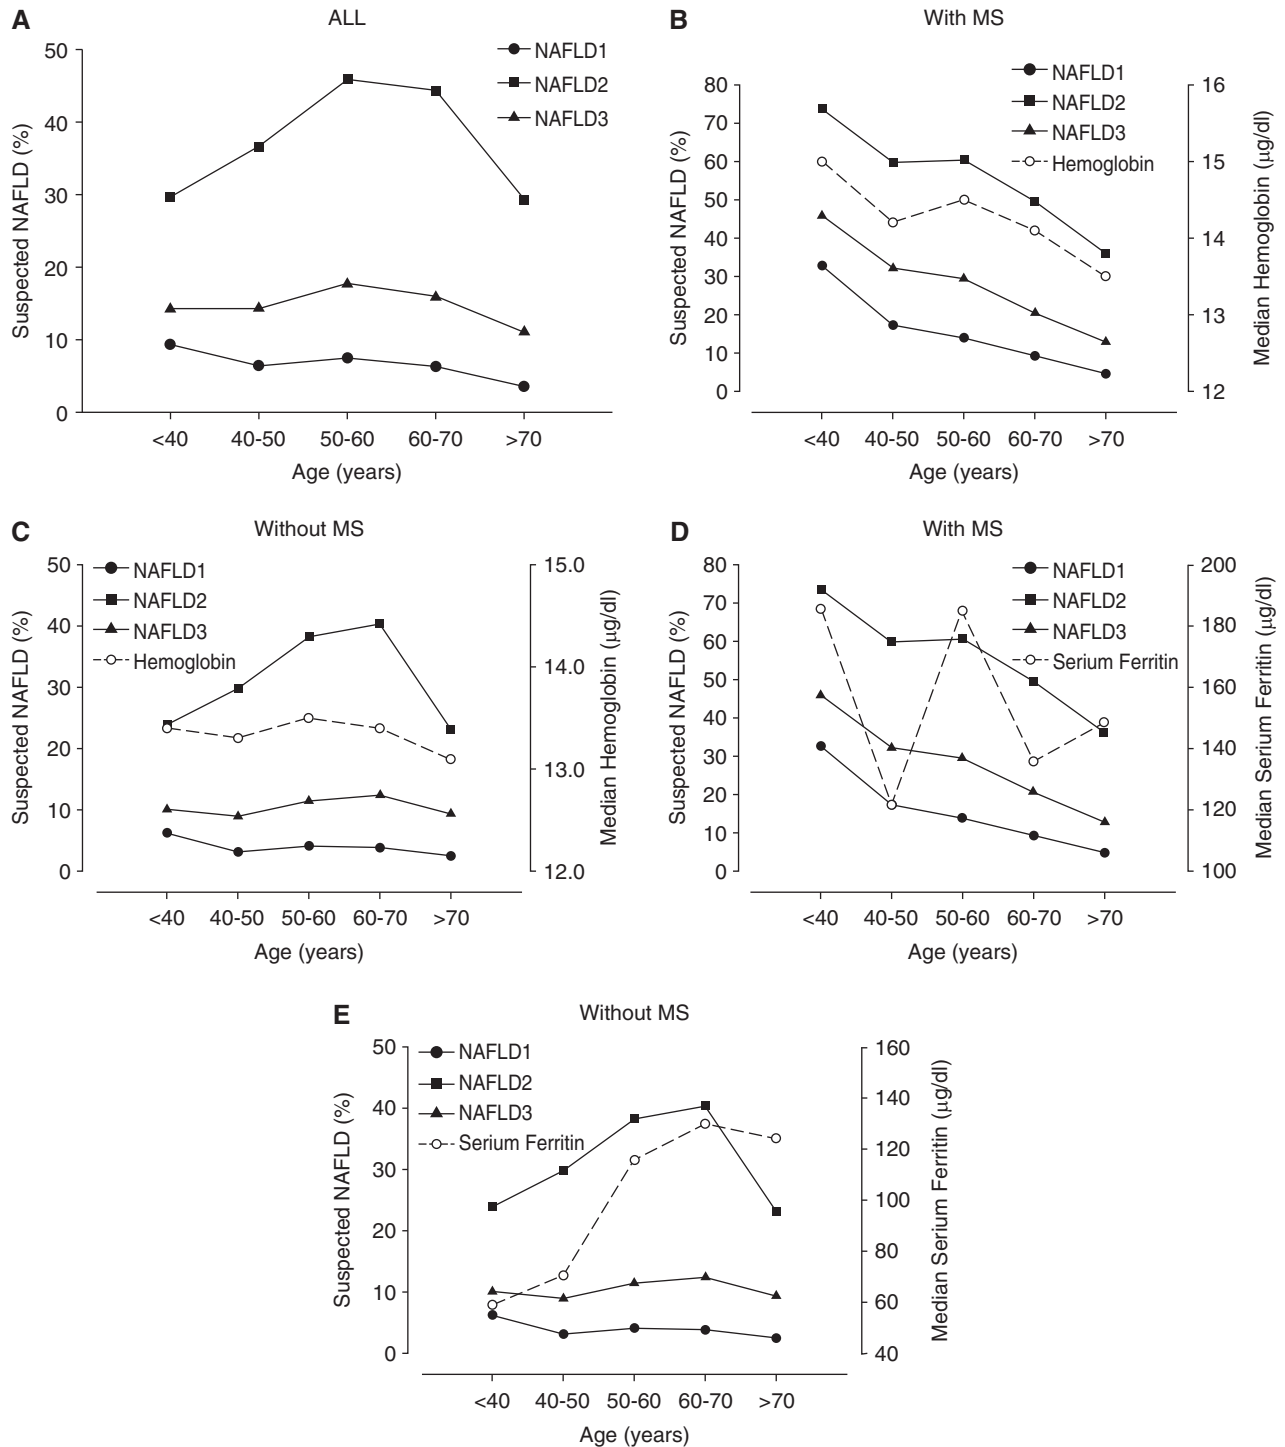 A
ALL
50
40
30
20
10
0
Suspected NAFLD (%)
NAFLD1
NAFLD2
NAFLD3
<40 40-50 50-60 60-70 >70
Age (years)
B
With MS
80
70
60
50
40
30
20
10
0
Suspected NAFLD (%)
NAFLD1
NAFLD2
NAFLD3
Hemoglobin
16
15
14
13
12
Median Hemoglobin (μg/dl)
<40 40-50 50-60 60-70 >70
Age (years)
C
Without MS
50
40
30
20
10
0
Suspected NAFLD (%)
NAFLD1
NAFLD2
NAFLD3
Hemoglobin
15.0
14.0
13.0
12.0
Median Hemoglobin (μg/dl)
<40 40-50 50-60 60-70 >70
Age (years)
D
With MS
80
70
60
50
40
30
20
10
0
Suspected NAFLD (%)
NAFLD1
NAFLD2
NAFLD3
Serium Ferritin
200
180
160
140
120
100
Median Serium Ferritin (μg/dl)
<40 40-50 50-60 60-70 >70
Age (years)
E
Without MS
50
40
30
20
10
0
Suspected NAFLD (%)
NAFLD1
NAFLD2
NAFLD3
Serium Ferritin
160
140
120
100
80
60
40
Median Serium Ferritin (μg/dl)
<40 40-50 50-60 60-70 >70
Age (years)